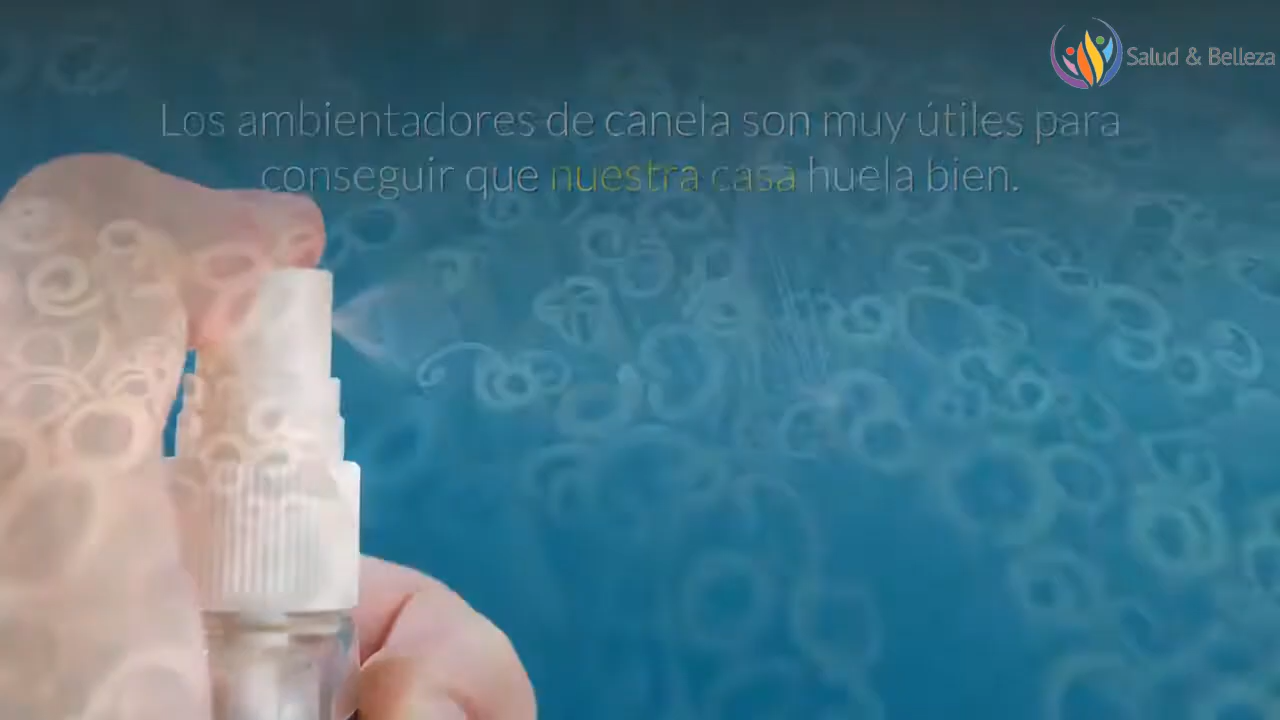 Salud & Belleza
Los ambientadores de canela son muy útiles para
conseguir que nuestra casa huela bien.